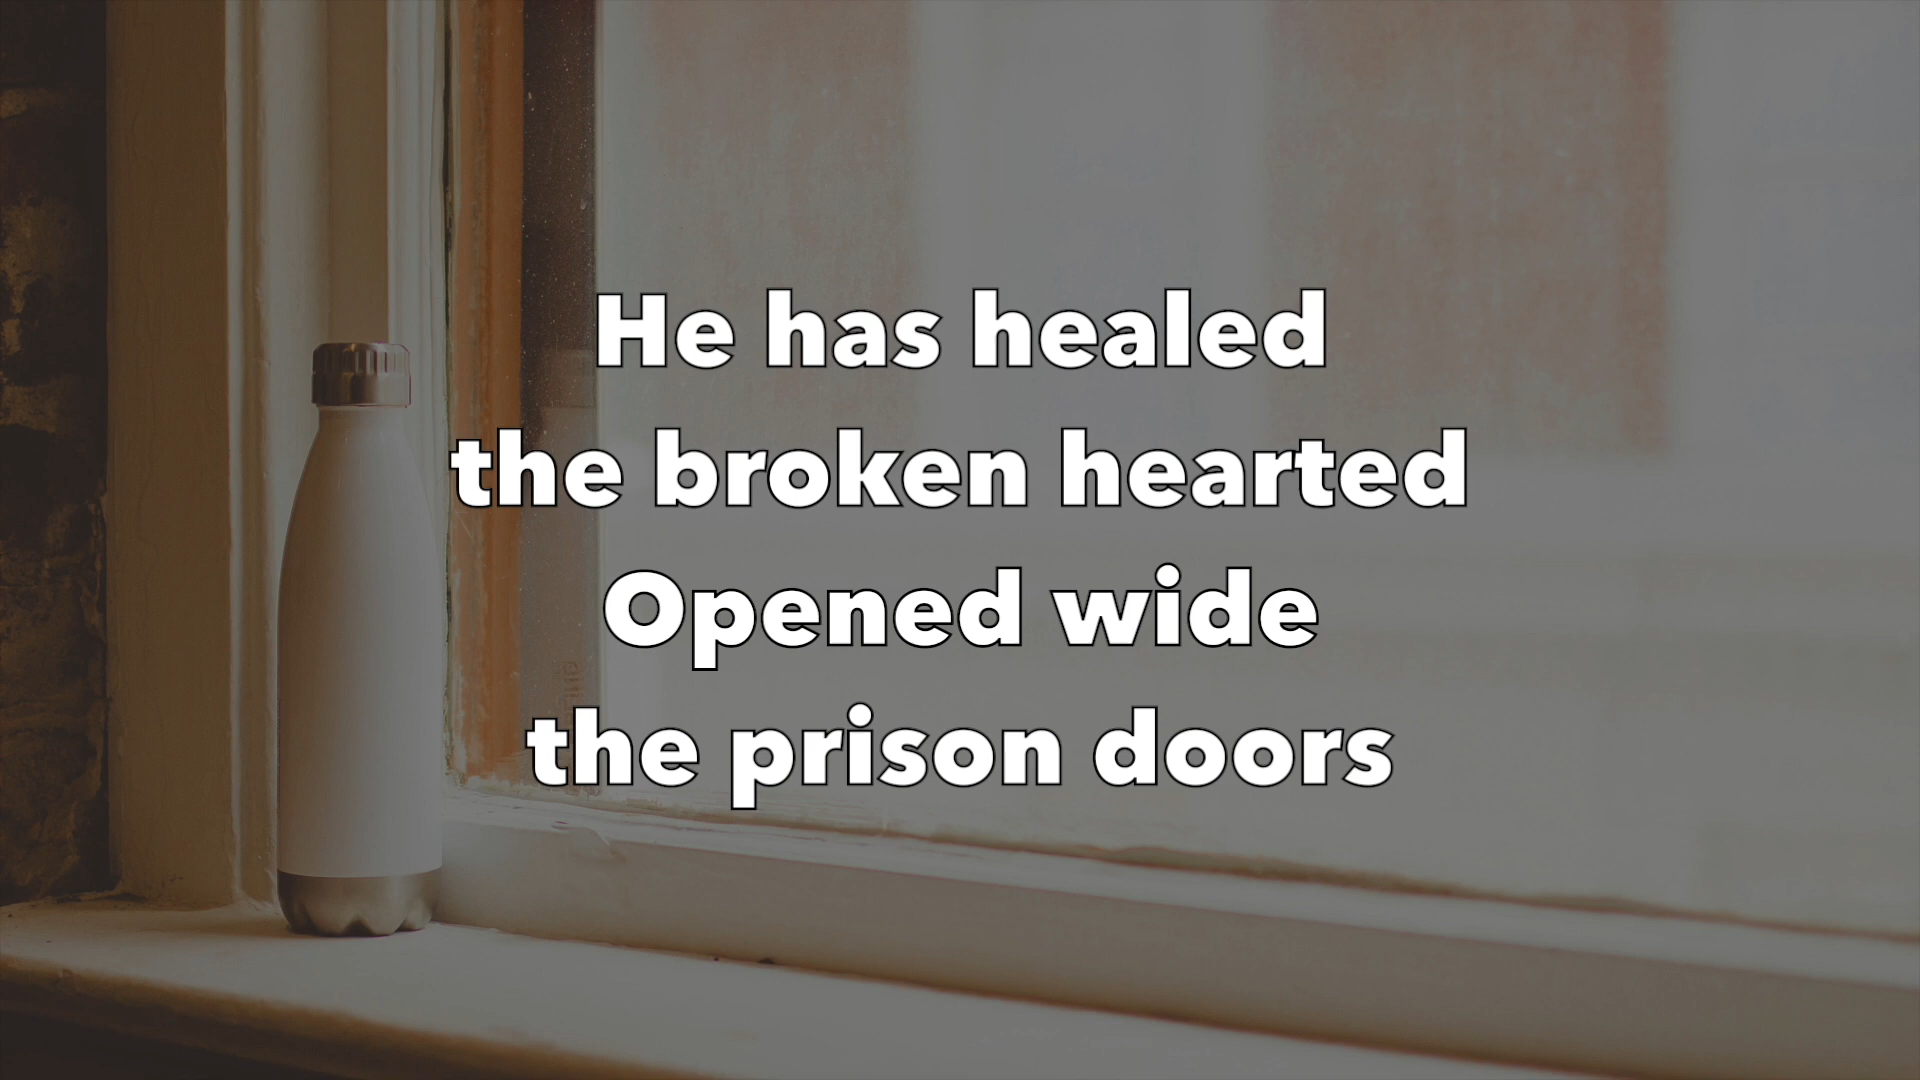 He has healed
the broken hearted
Opened wide
the prison doors